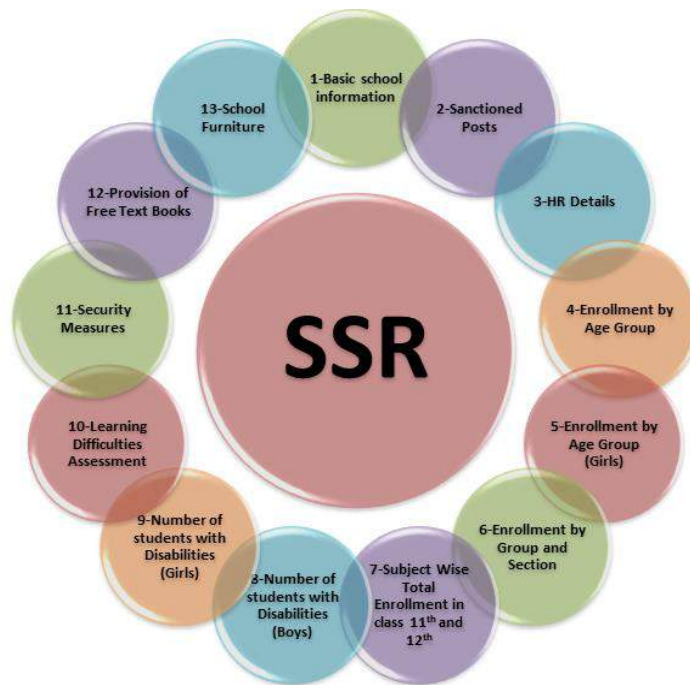 1-Basic school
information
2-Sanctioned
Posts
3-HR Details
4-Enrollment by
Age Group
5-Enrollment by
Age Group
(Girls)
6-Enrollment by
Group and
Section
7-Subject Wise
Total
Enrollment in
class 11th and
12th
8-Number of
students with
Disabilities
(Boys)
9-Number of
students with
Disabilities
(Girls)
10-Learning
Difficulties
Assessment
11-Security
Measures
12-Provision of
Free Text Books
13-School
Furniture
SSR